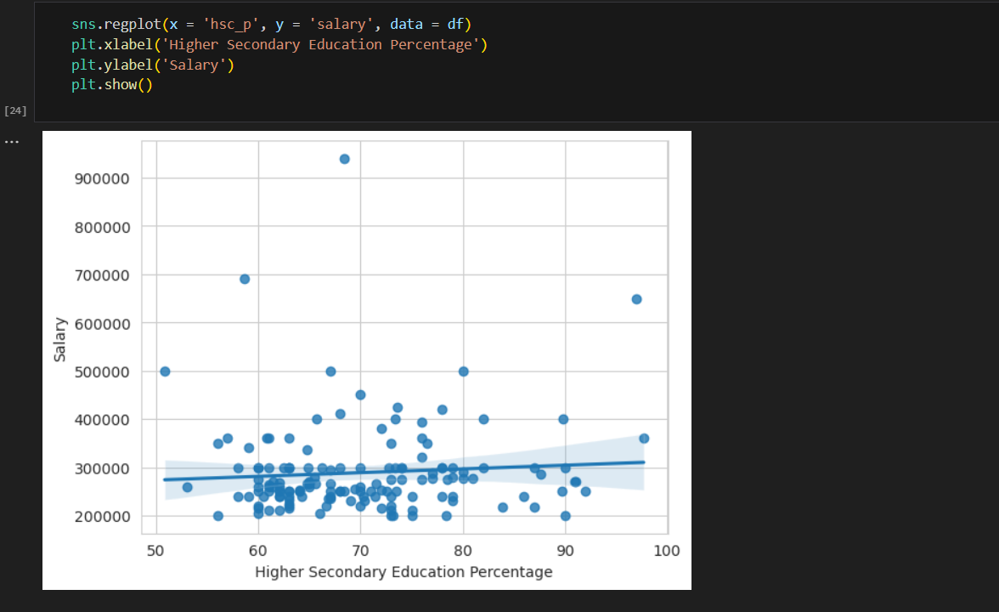 sns.regplot(x = 'hsc_p', y = 'salary', data = df)
plt.xlabel('Higher Secondary Education Percentage')
plt.ylabel('Salary')
plt.show()
[24]
...
900000
800000
700000
600000
500000
400000
300000
200000
Salary
50 60 70 80 90 100
Higher Secondary Education Percentage